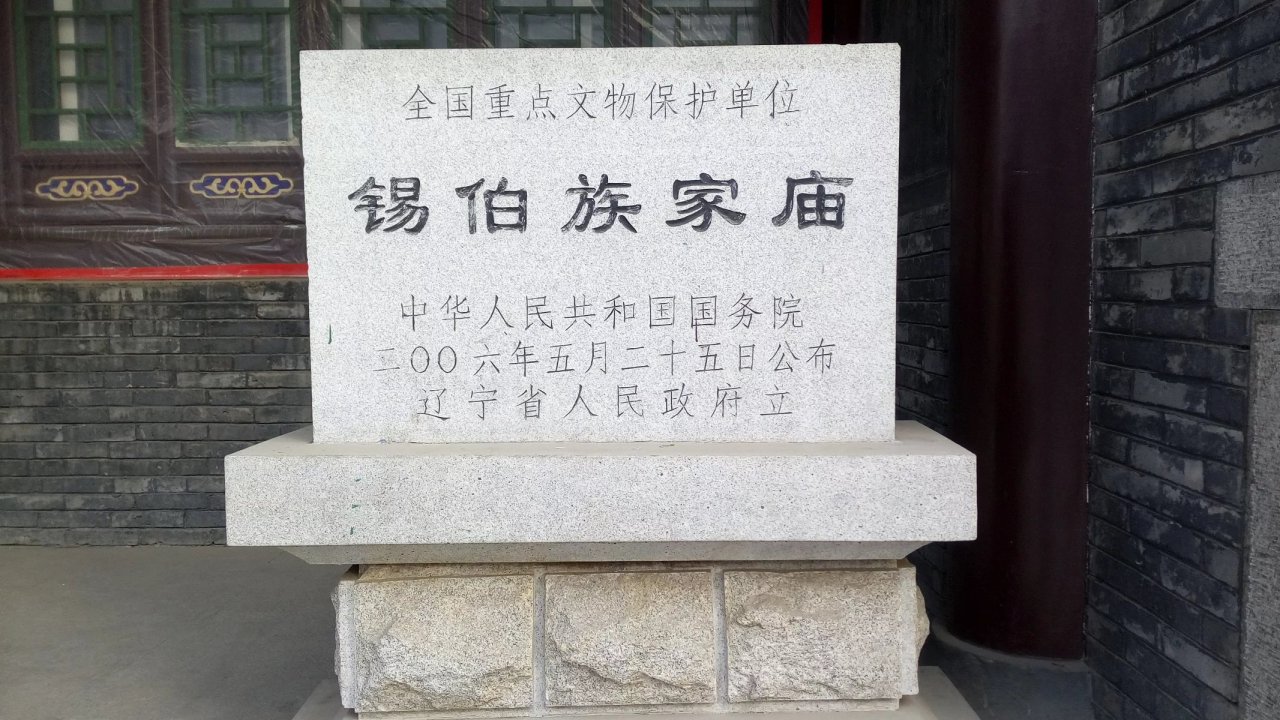 全国重点文物保护单位
锡伯族家庙
中华人民共和国国务院
二〇〇六年五月二十五日公布
辽宁省人民政府立